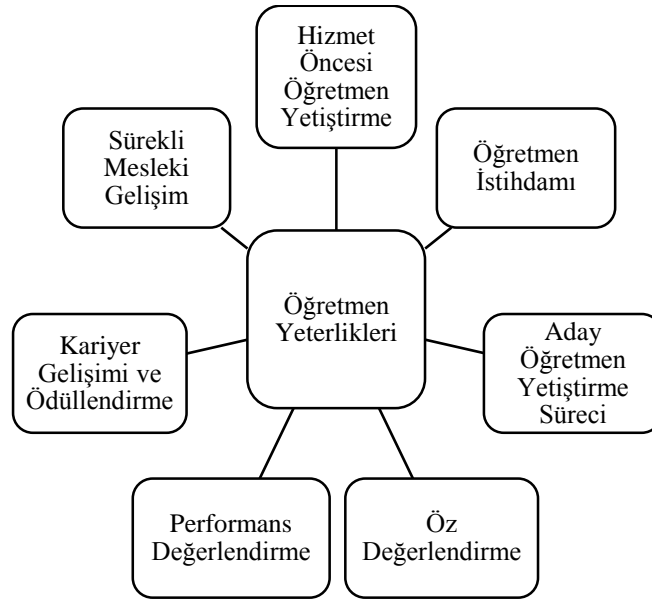 Hizmet
Öncesi
Öğretmen
Yetiştirme
Öğretmen
İstihdamı
Aday
Öğretmen
Yetiştirme
Süreci
Öz
Değerlendirme
Performans
Değerlendirme
Kariyer
Gelişimi ve
Ödüllendirme
Sürekli
Mesleki
Gelişim
Öğretmen
Yeterlikleri